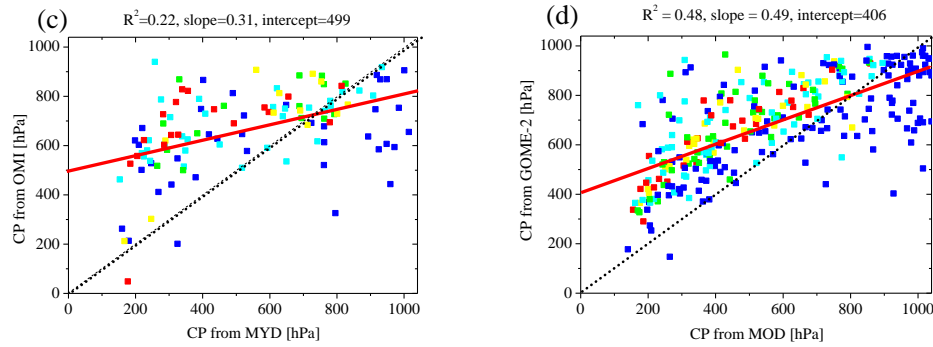 (c)
R²=0.22, slope=0.31, intercept=499
1000
800
600
400
200
0
CP from OMI [hPa]
0 200 400 600 800 1000
CP from MYD [hPa]
(d)
R² = 0.48, slope = 0.49, intercept=406
1000
800
600
400
200
0
CP from GOME-2 [hPa]
0 200 400 600 800 1000
CP from MOD [hPa]